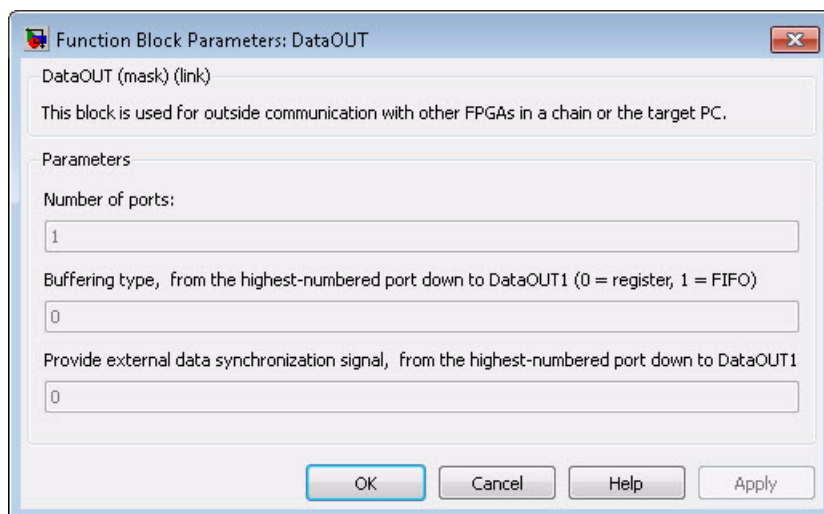 Function Block Parameters: DataOUT
DataOUT (mask) (link)
This block is used for outside communication with other FPGAs in a chain or the target PC.
Parameters
Number of ports:
1
Buffering type,  from the highest-numbered port down to DataOUT1 (0 = register, 1 = FIFO)
0
Provide external data synchronization signal,  from the highest-numbered port down to DataOUT1
0
OK Cancel Help Apply